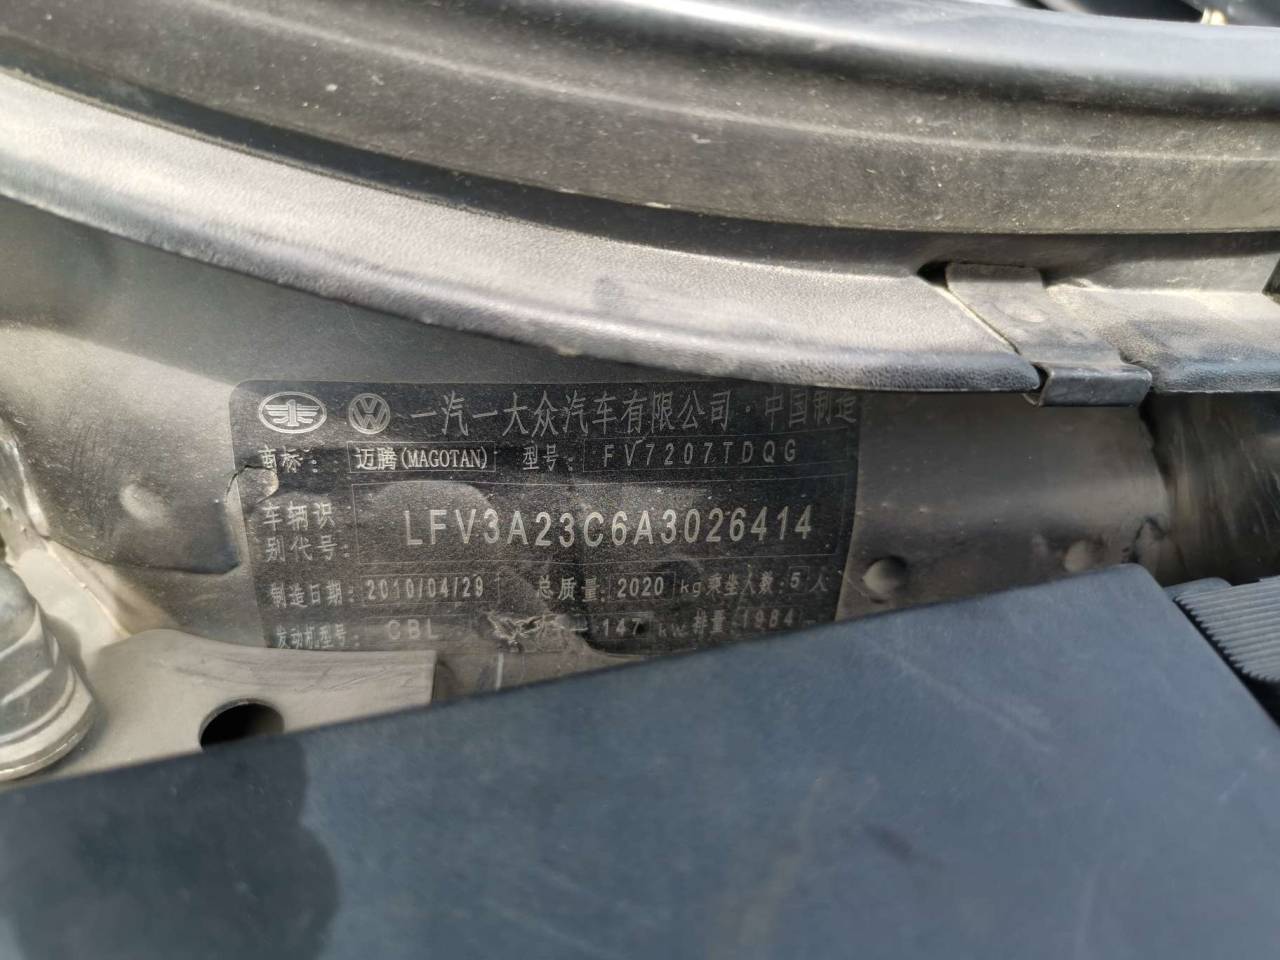 一汽一大众汽车有限公司·中国制造
商标: 迈腾(MAGOTAN) 型号: FV7207TDQG
车辆识别代号: LFV3A23C6A3026414
制造日期: 2010/04/29 总质量: 2020 kg 乘坐人数: 5 人
发动机型号: CBL 147 kw 排量: 1984